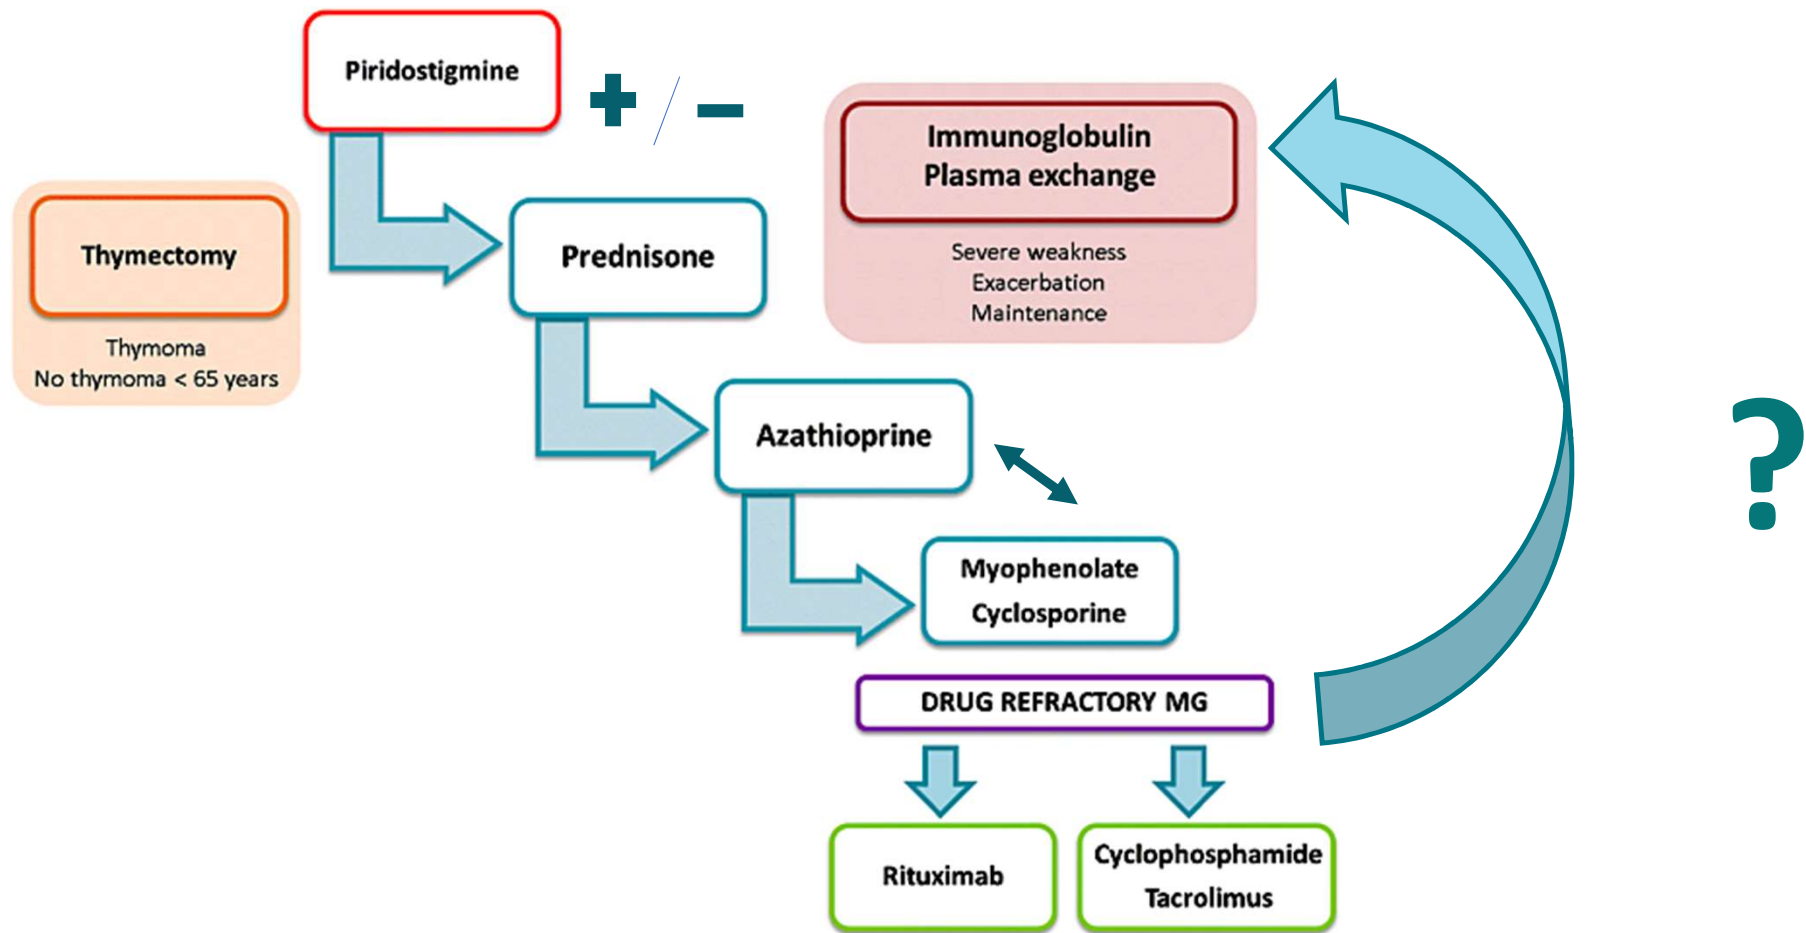 Piridostigmine
+ / −
Immunoglobulin
Plasma exchange
Severe weakness
Exacerbation
Maintenance
Thymectomy
Thymoma
No thymoma < 65 years
Prednisone
Azathioprine
?
Myophenolate
Cyclosporine
DRUG REFRACTORY MG
Rituximab
Cyclophosphamide
Tacrolimus